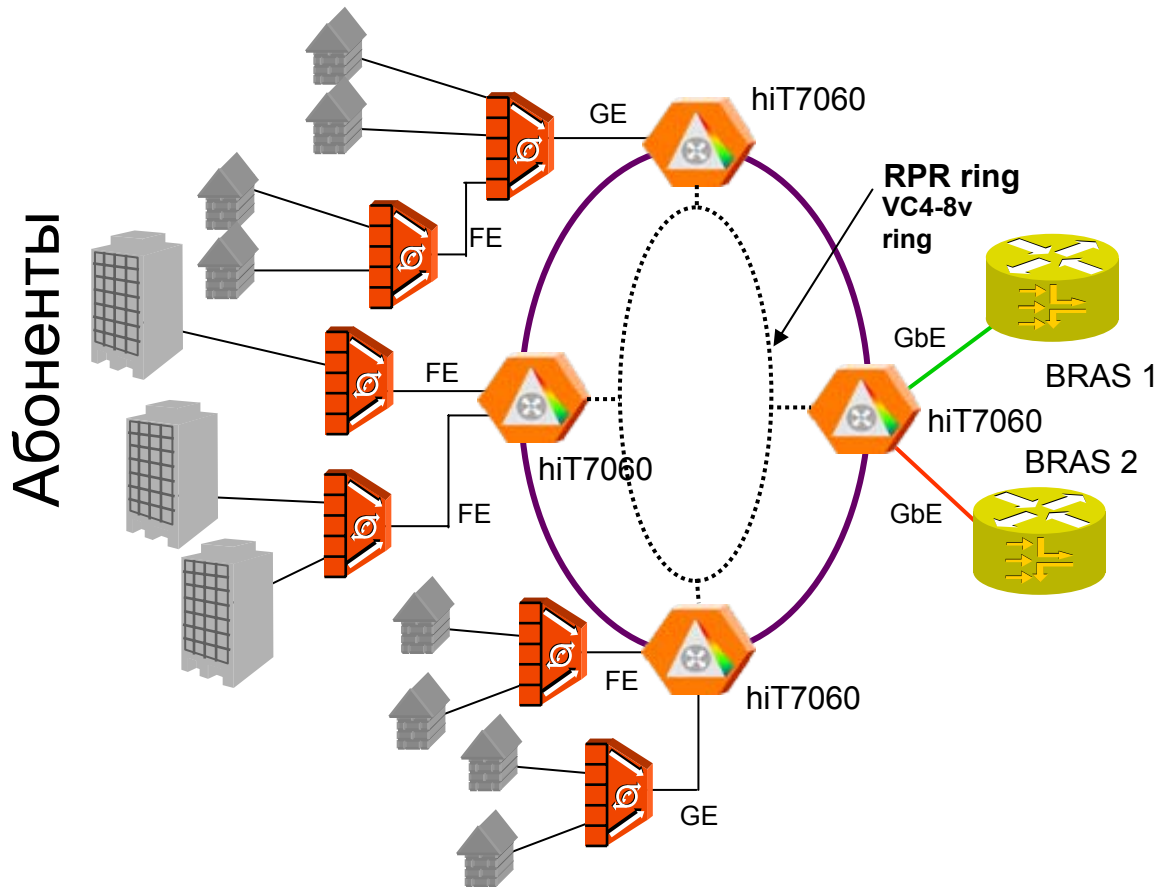 Абоненты
GE
hiT7060
RPR ring
VC4-8v
ring
FE
GbE
BRAS 1
FE
hiT7060
hiT7060
BRAS 2
FE
GbE
FE
hiT7060
GE